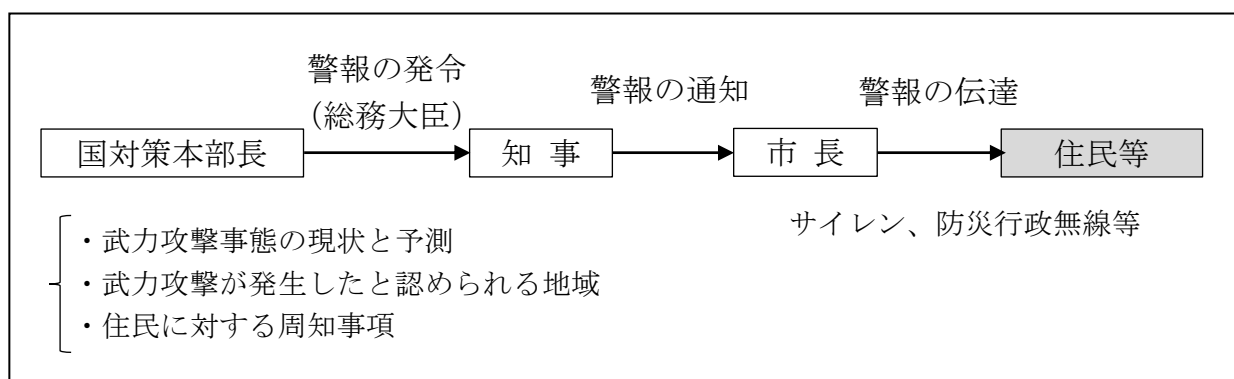 警報の発令
(総務大臣)
警報の通知
警報の伝達
国対策本部長
知 事
市 長
住民等
サイレン、防災行政無線等
・武力攻撃事態の現状と予測
・武力攻撃が発生したと認められる地域
・住民に対する周知事項